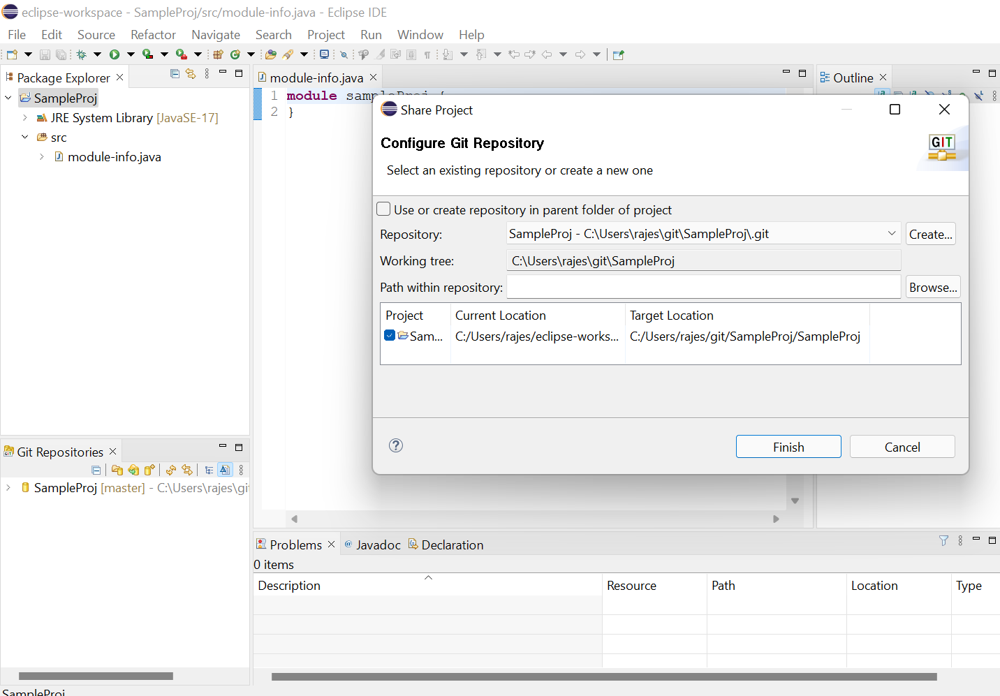 eclipse-workspace - SampleProj/src/module-info.java - Eclipse IDE
File Edit Source Refactor Navigate Search Project Run Window Help
Package Explorer
SampleProj
JRE System Library [JavaSE-17]
src
module-info.java
module-info.java
1 module sampleProj {
2 }
Outline
Share Project
Configure Git Repository
Select an existing repository or create a new one
GIT
Use or create repository in parent folder of project
Repository: SampleProj - C:\Users\rajes\git\SampleProj\.git Create...
Working tree: C:\Users\rajes\git\SampleProj
Path within repository: Browse...
Project Current Location Target Location
Sam... C:/Users/rajes/eclipse-works... C:/Users/rajes/git/SampleProj/SampleProj
Finish Cancel
Git Repositories
SampleProj [master] - C:\Users\rajes\git
Problems Javadoc Declaration
0 items
Description Resource Path Location Type
SampleProj